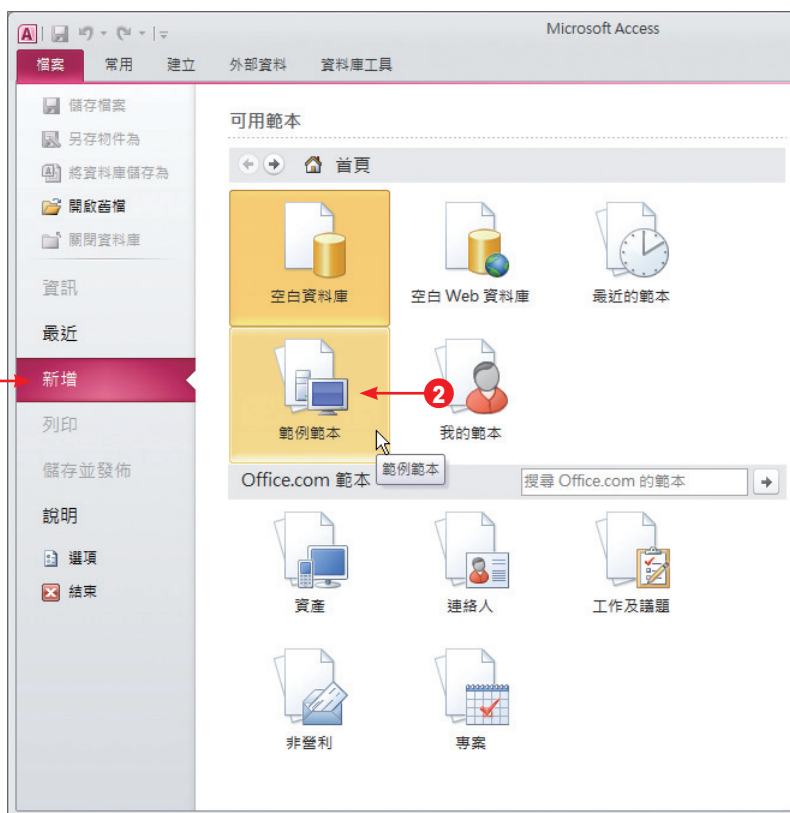 Microsoft Access
檔案 常用 建立 外部資料 資料庫工具
儲存檔案
另存物件為
將資料庫儲存為
開啟舊檔
關閉資料庫
資訊
最近
新增
列印
儲存並發佈
說明
選項
結束
可用範本
首頁
空白資料庫 空白 Web 資料庫 最近的範本
2
範例範本 我的範本
範例範本
Office.com 範本 搜尋 Office.com 的範本
資產 連絡人 工作及議題
非營利 專案